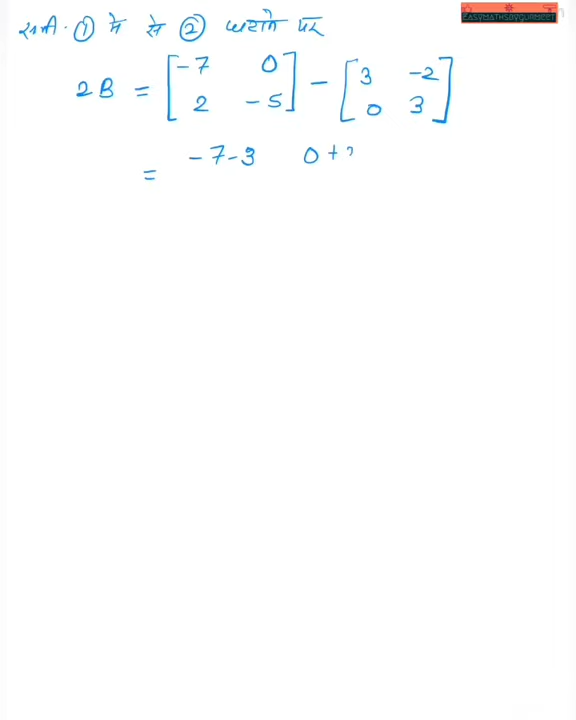 EASYMATHSBYGURMEET
समी. ① में से ② घटाने पर
2B = [-7 0] - [3 -2]
[2 -5] [0 3]
= -7-3 0+